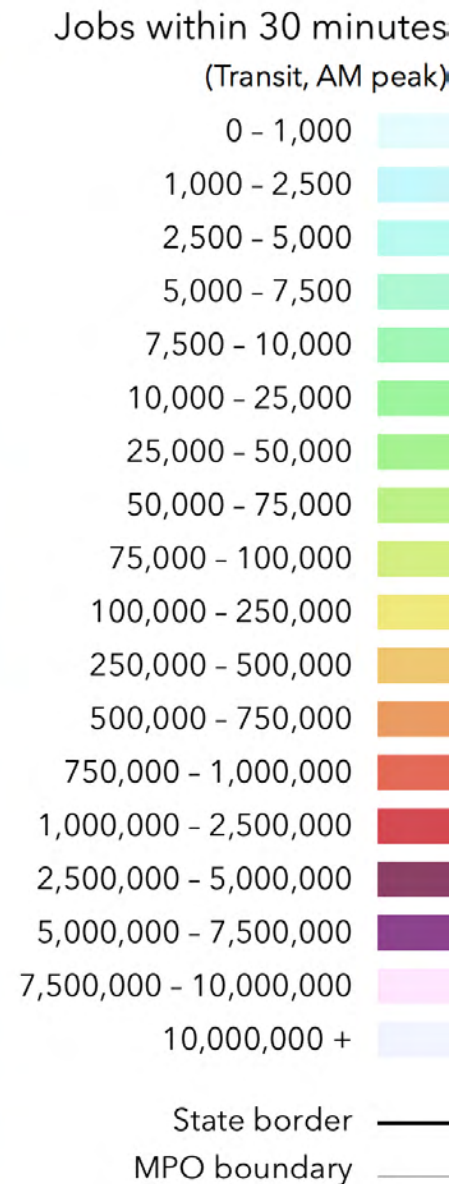 Jobs within 30 minutes
(Transit, AM peak)
0 – 1,000
1,000 – 2,500
2,500 – 5,000
5,000 – 7,500
7,500 – 10,000
10,000 – 25,000
25,000 – 50,000
50,000 – 75,000
75,000 – 100,000
100,000 – 250,000
250,000 – 500,000
500,000 – 750,000
750,000 – 1,000,000
1,000,000 – 2,500,000
2,500,000 – 5,000,000
5,000,000 – 7,500,000
7,500,000 – 10,000,000
10,000,000 +
State border
MPO boundary